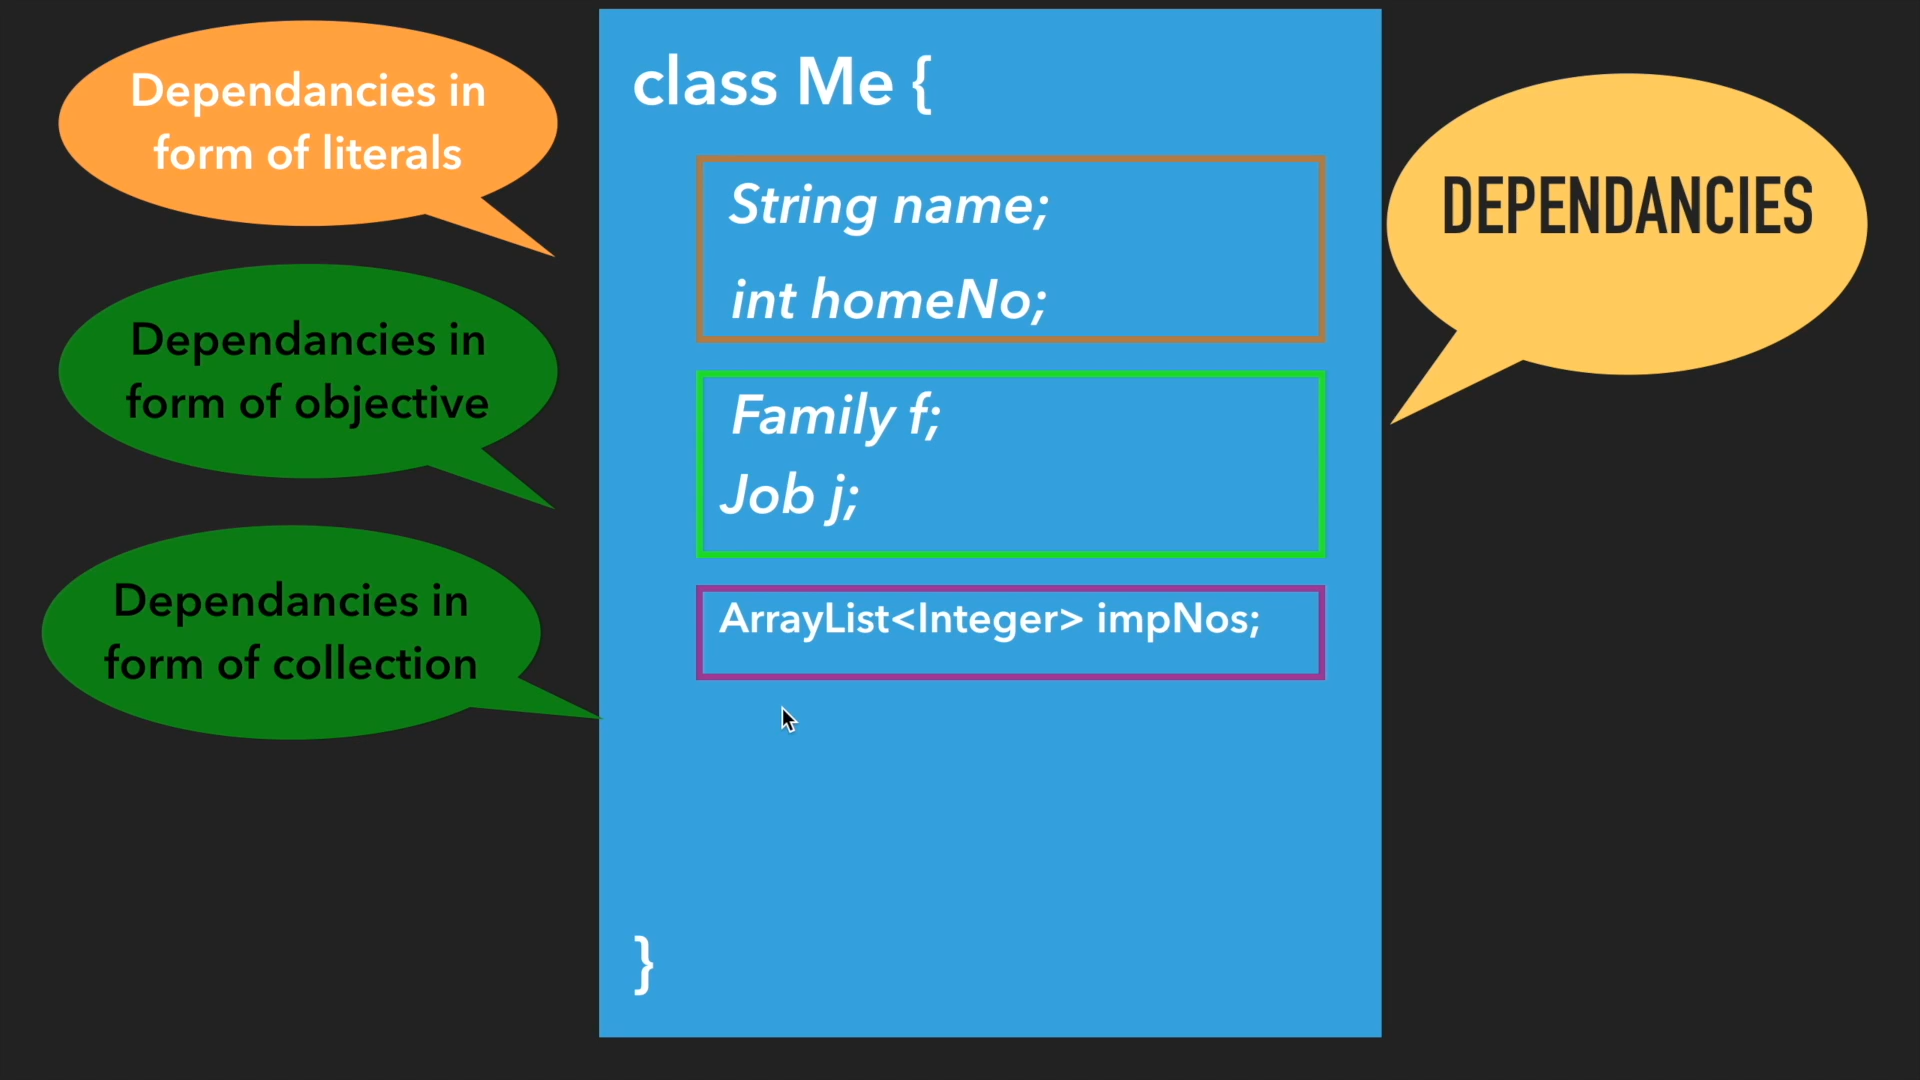 Dependancies in
form of literals
Dependancies in
form of objective
Dependancies in
form of collection
class Me {
String name;
int homeNo;
Family f;
Job j;
ArrayList<Integer> impNos;
}
DEPENDANCIES